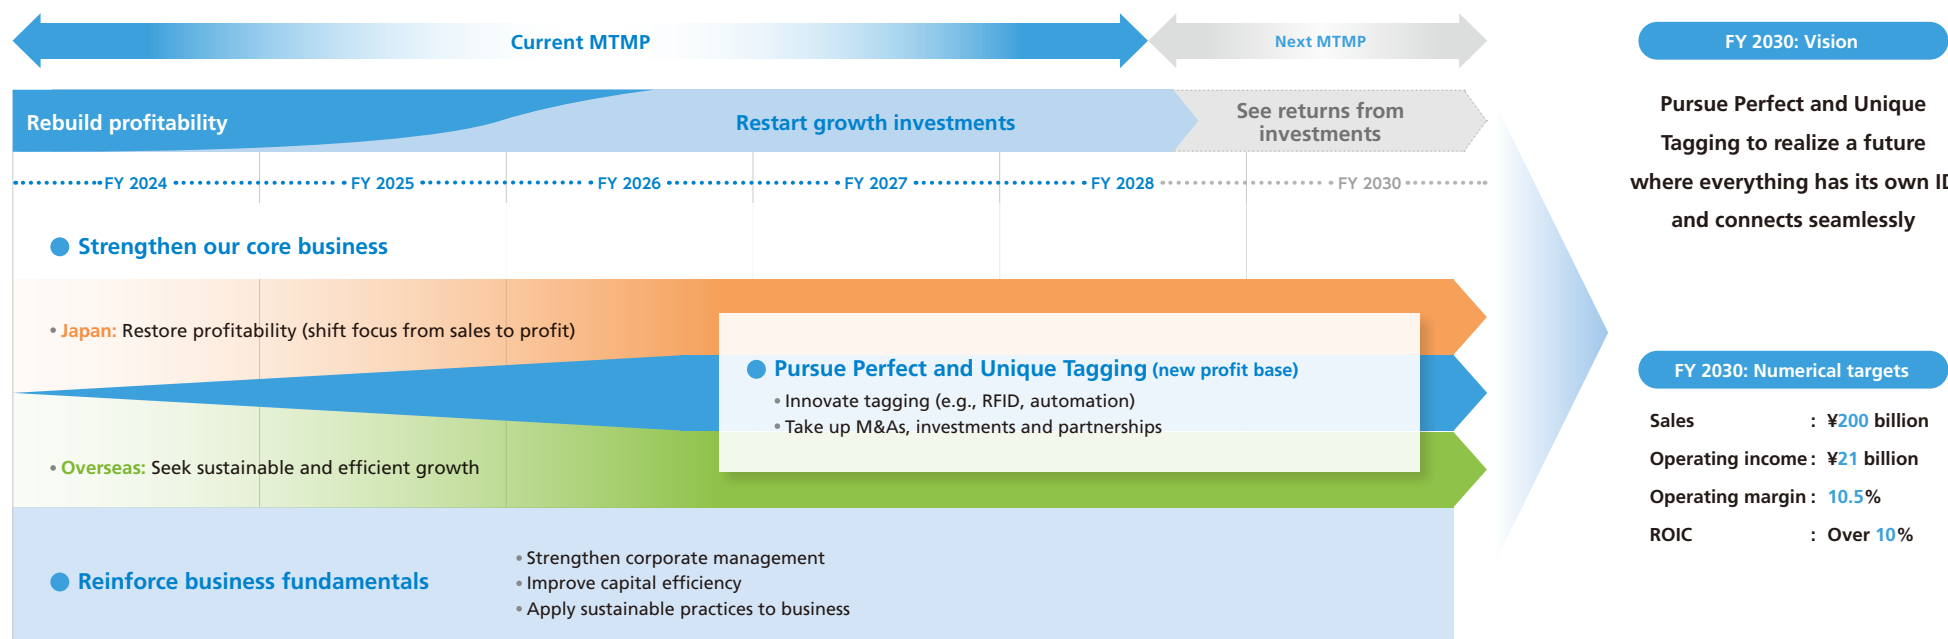 Current MTMP
Next MTMP
Rebuild profitability
Restart growth investments
See returns from
investments
FY 2024
FY 2025
FY 2026
FY 2027
FY 2028
FY 2030
Strengthen our core business
• Japan: Restore profitability (shift focus from sales to profit)
Pursue Perfect and Unique Tagging (new profit base)
• Innovate tagging (e.g., RFID, automation)
• Take up M&As, investments and partnerships
• Overseas: Seek sustainable and efficient growth
Reinforce business fundamentals
• Strengthen corporate management
• Improve capital efficiency
• Apply sustainable practices to business
FY 2030: Vision
Pursue Perfect and Unique
Tagging to realize a future
where everything has its own ID
and connects seamlessly
FY 2030: Numerical targets
Sales : ¥200 billion
Operating income : ¥21 billion
Operating margin : 10.5%
ROIC : Over 10%